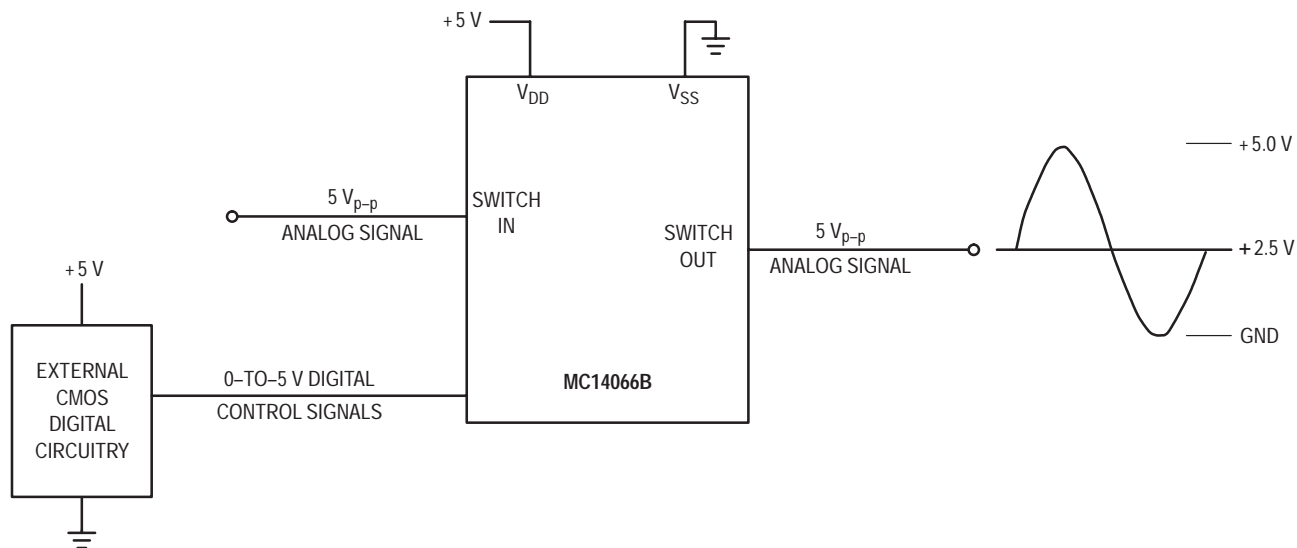 +5 V
V_DD
V_SS
+5.0 V
5 V_p–p
ANALOG SIGNAL
SWITCH
IN
SWITCH
OUT
5 V_p–p
ANALOG SIGNAL
+2.5 V
GND
+5 V
EXTERNAL
CMOS
DIGITAL
CIRCUITRY
0–TO–5 V DIGITAL
CONTROL SIGNALS
MC14066B